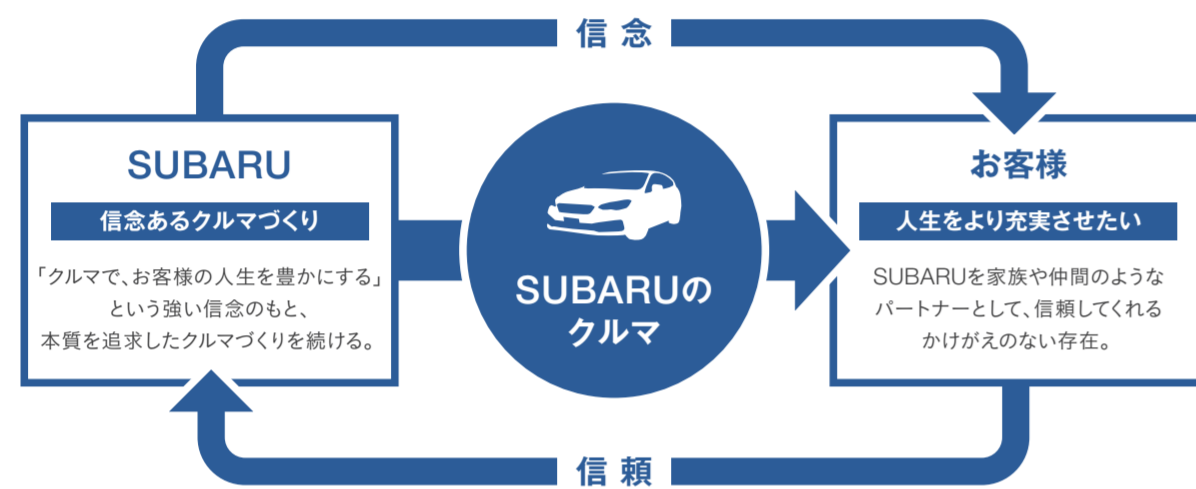 信念
SUBARU
信念あるクルマづくり
「クルマで、お客様の人生を豊かにする」
という強い信念のもと、
本質を追求したクルマづくりを続ける。
SUBARUの
クルマ
お客様
人生をより充実させたい
SUBARUを家族や仲間のような
パートナーとして、信頼してくれる
かけがえのない存在。
信頼